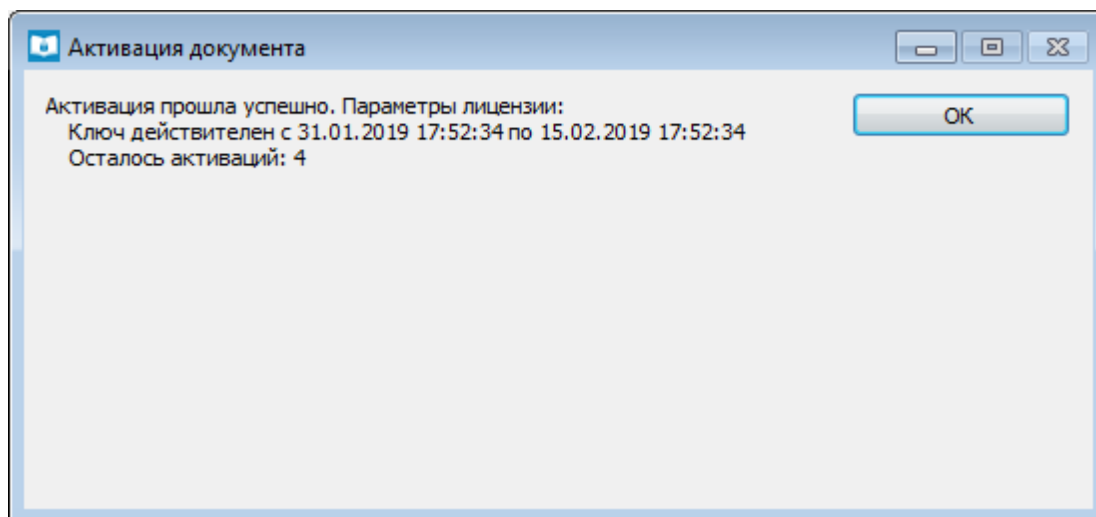 Активация документа
Активация прошла успешно. Параметры лицензии:
Ключ действителен с 31.01.2019 17:52:34 по 15.02.2019 17:52:34
Осталось активаций: 4
OK